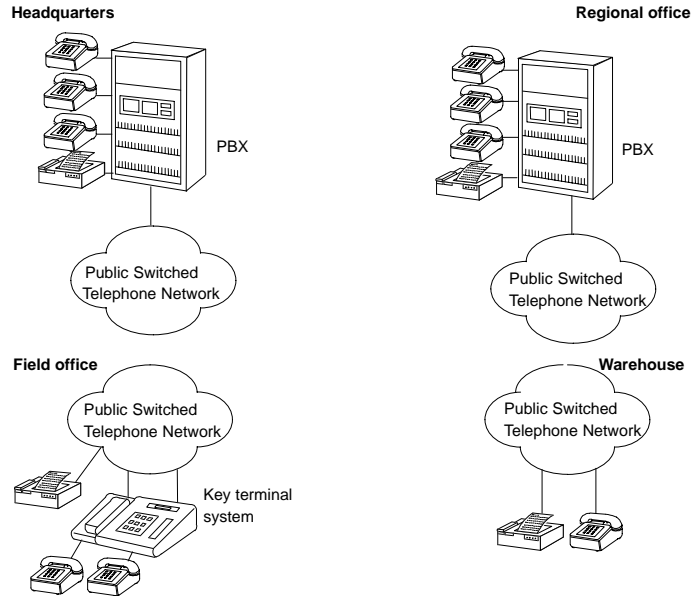 Headquarters
Regional office
PBX
PBX
Public Switched
Telephone Network
Public Switched
Telephone Network
Field office
Warehouse
Public Switched
Telephone Network
Public Switched
Telephone Network
Key terminal
system